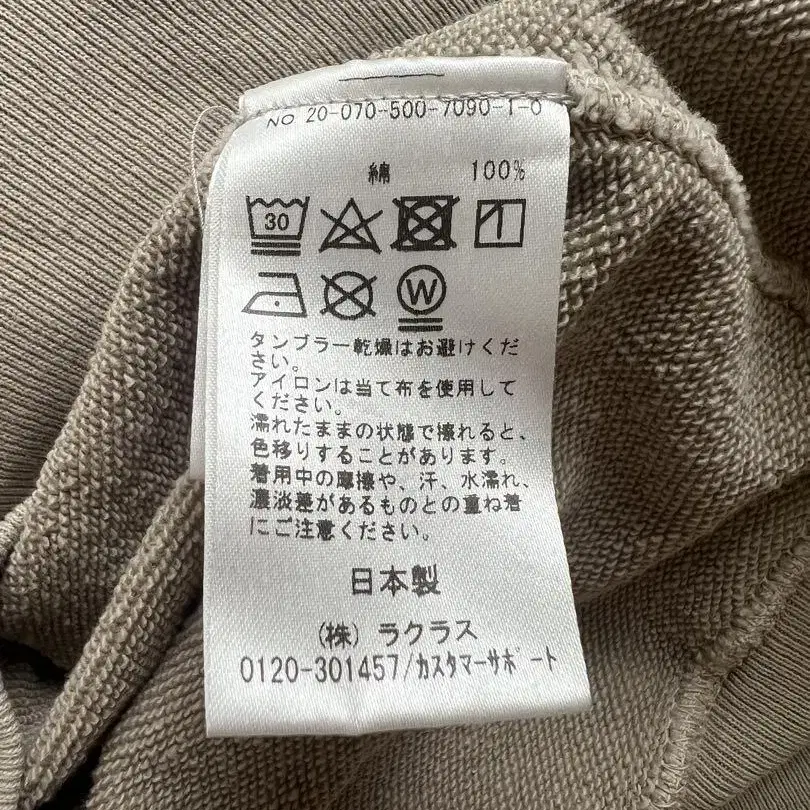 NO 20-070-500-7090-1-0
綿 100%
30
W
タンブラー乾燥はお避けくだ
さい。
アイロンは当て布を使用して
ください。
濡れたままの状態で擦れると、
色移りすることがあります。
着用中の摩擦や、汗、水濡れ、
濃淡差があるものとの重ね着
にご注意ください。
日本製
(株) ラクラス
0120-301457/カスタマーサポート